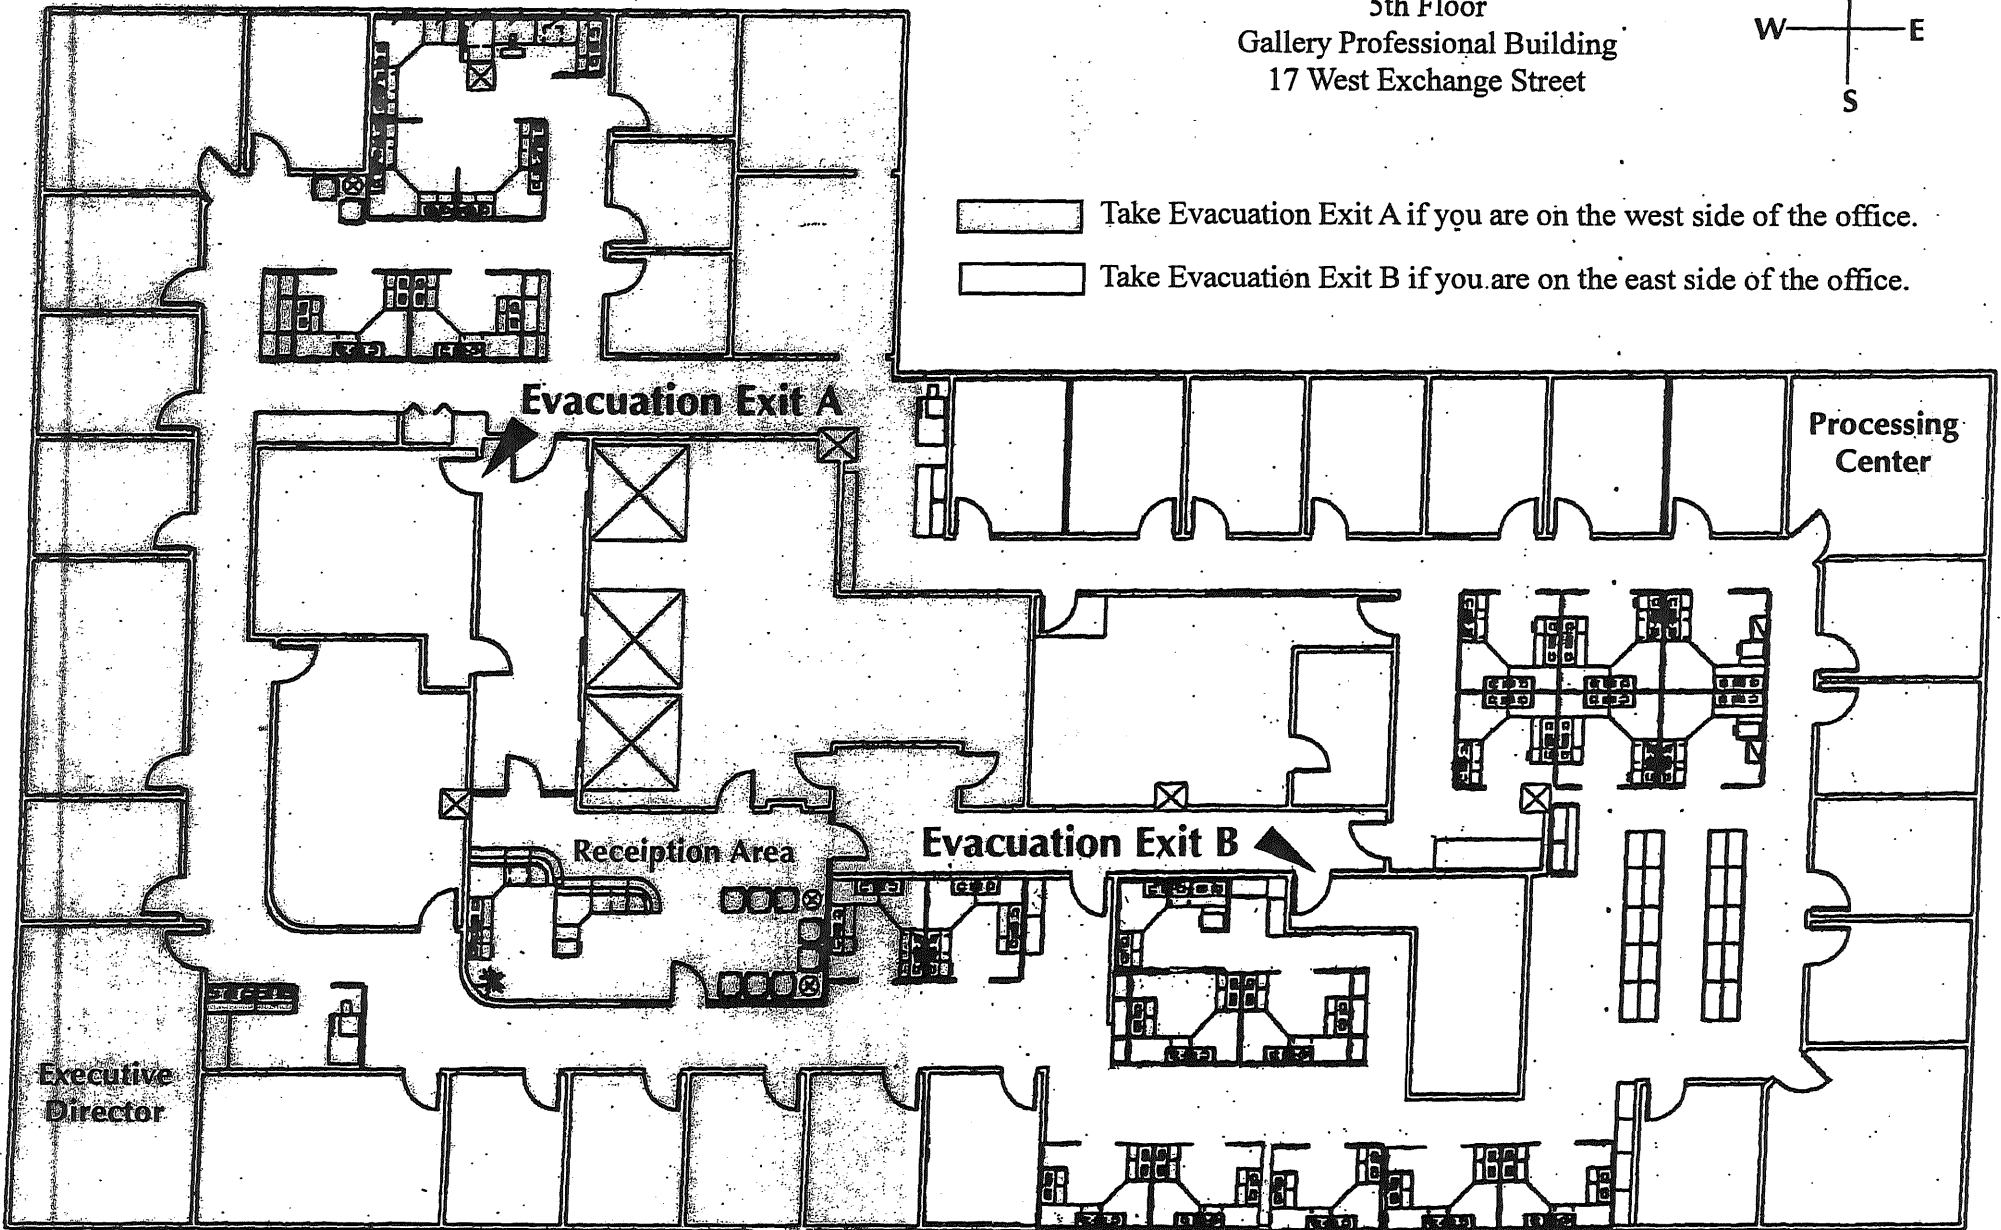 5th Floor
Gallery Professional Building
17 West Exchange Street
W E
S
Take Evacuation Exit A if you are on the west side of the office.
Take Evacuation Exit B if you are on the east side of the office.
Evacuation Exit A
Processing
Center
Evacuation Exit B
Receiption Area
Executive
Director